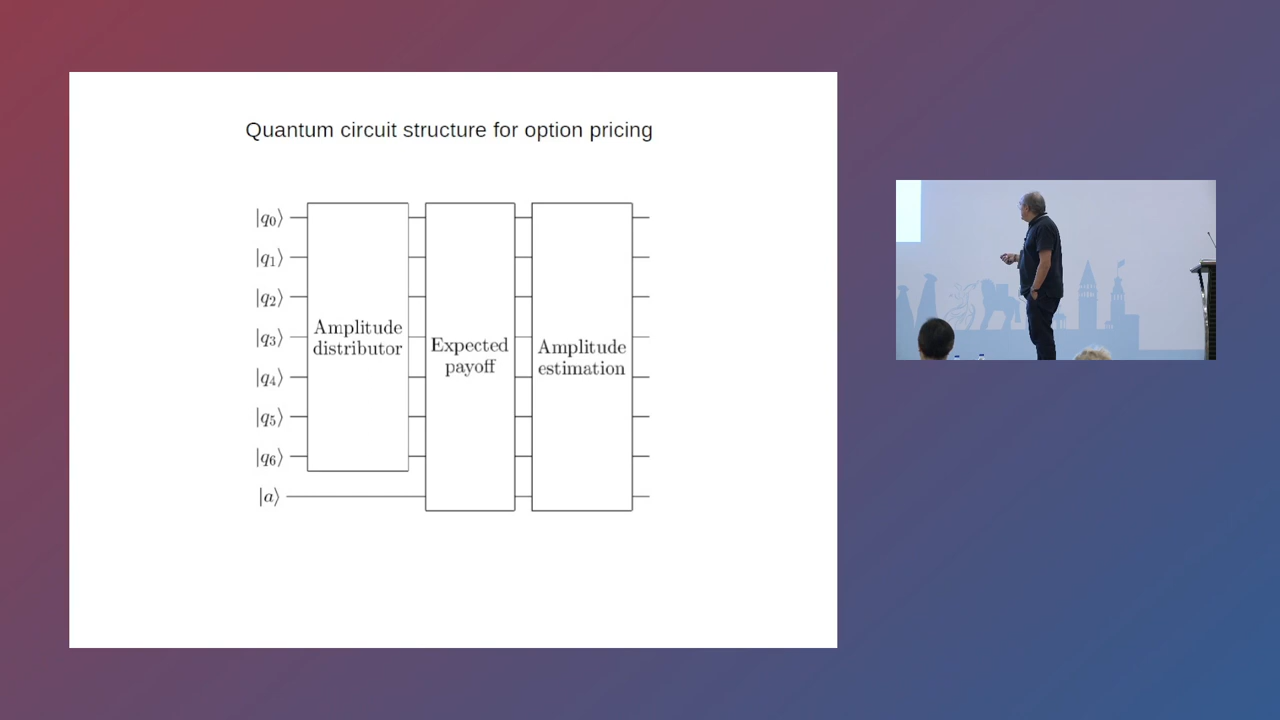 Quantum circuit structure for option pricing
|q₀⟩
|q₁⟩
|q₂⟩
|q₃⟩
|q₄⟩
|q₅⟩
|q₆⟩
|a⟩
Amplitude
distributor
Expected
payoff
Amplitude
estimation